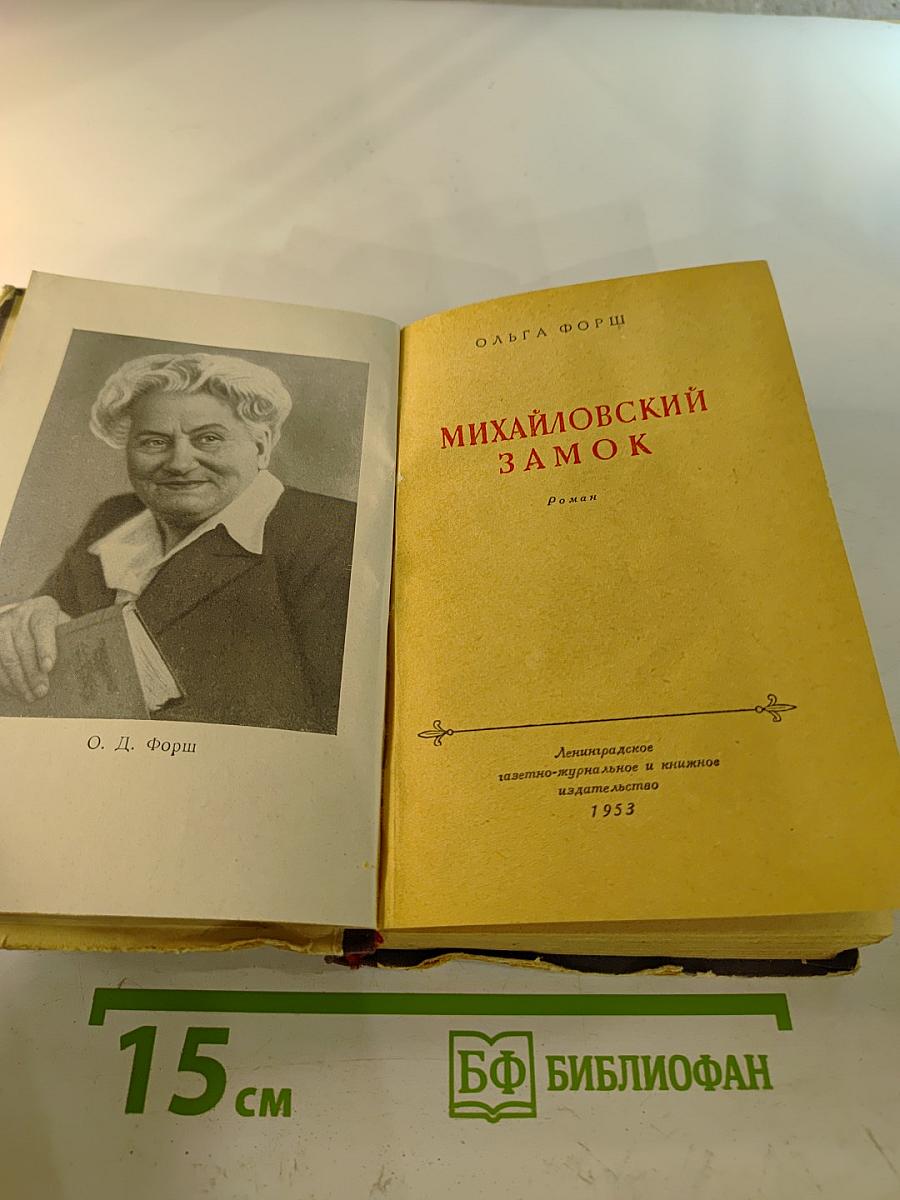 О. Д. Форш
ОЛЬГА ФОРШ
МИХАЙЛОВСКИЙ
ЗАМОК
Роман
Ленинградское
газетно-журнальное и книжное
издательство
1953
15 см
БФ БИБЛИОФАН